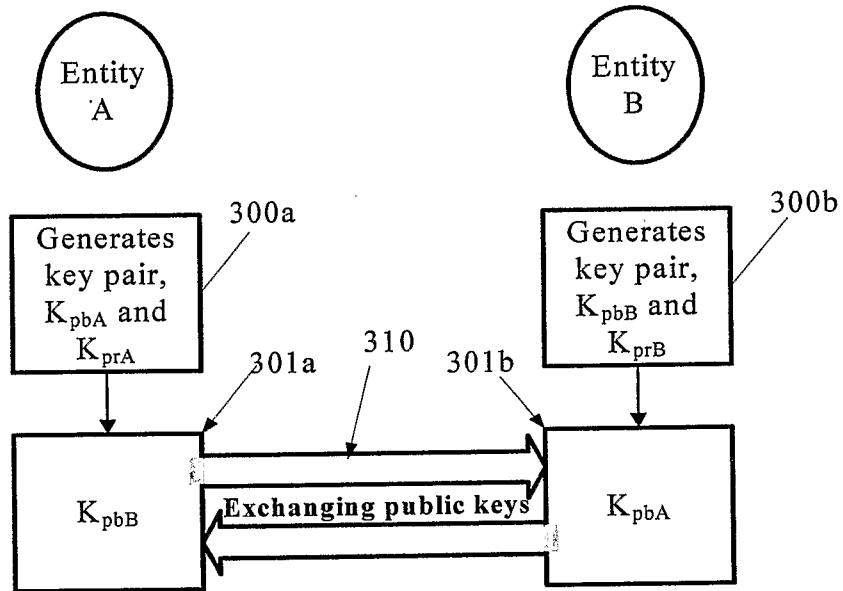 Entity
A
Entity
B
300a
300b
Generates
key pair,
KpbA and
KprA
Generates
key pair,
KpbB and
KprB
301a
310
301b
KpbB
Exchanging public keys
KpbA